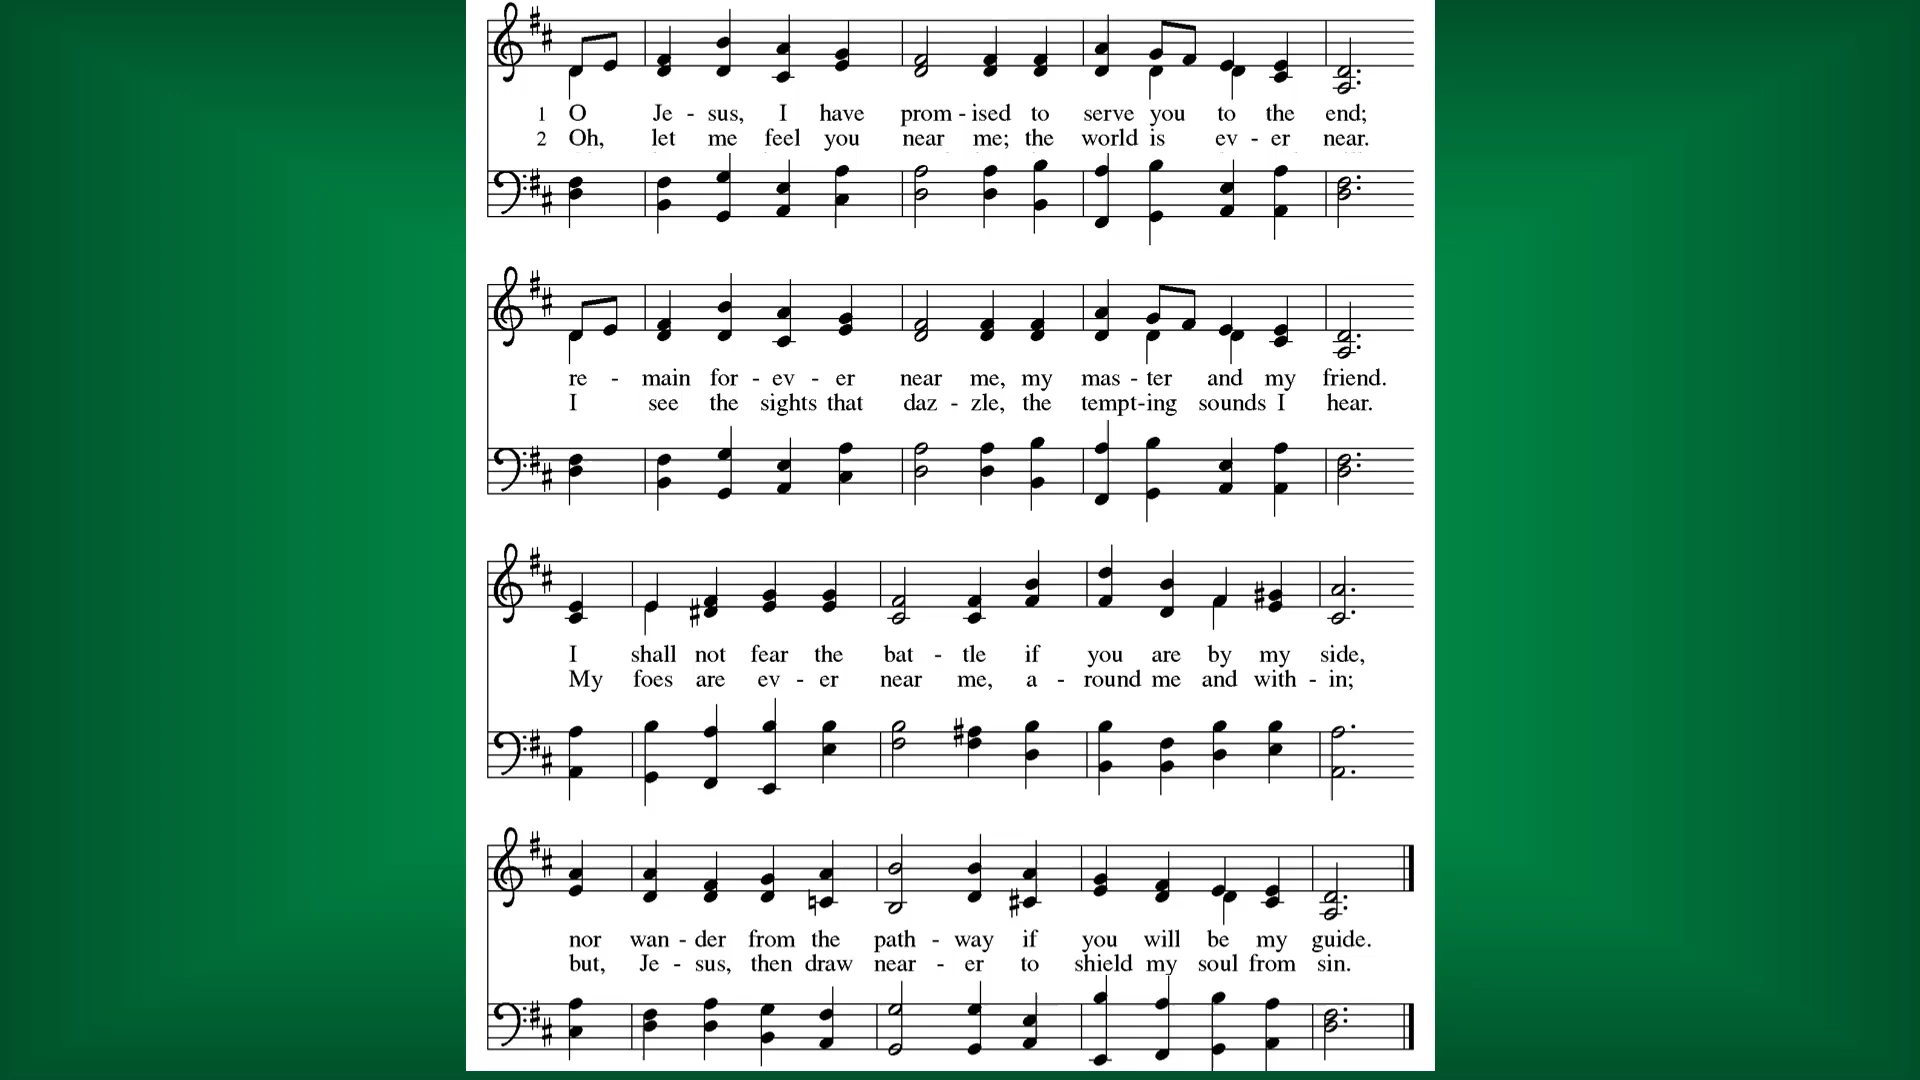 1 O Je - sus, I have prom - ised to serve you to the end;
2 Oh, let me feel you near me; the world is ev - er near.
re - main for - ev - er near me, my mas - ter and my friend.
I see the sights that daz - zle, the tempt-ing sounds I hear.
I shall not fear the bat - tle if you are by my side,
My foes are ev - er near me, a - round me and with - in;
nor wan - der from the path - way if you will be my guide.
but, Je - sus, then draw near - er to shield my soul from sin.